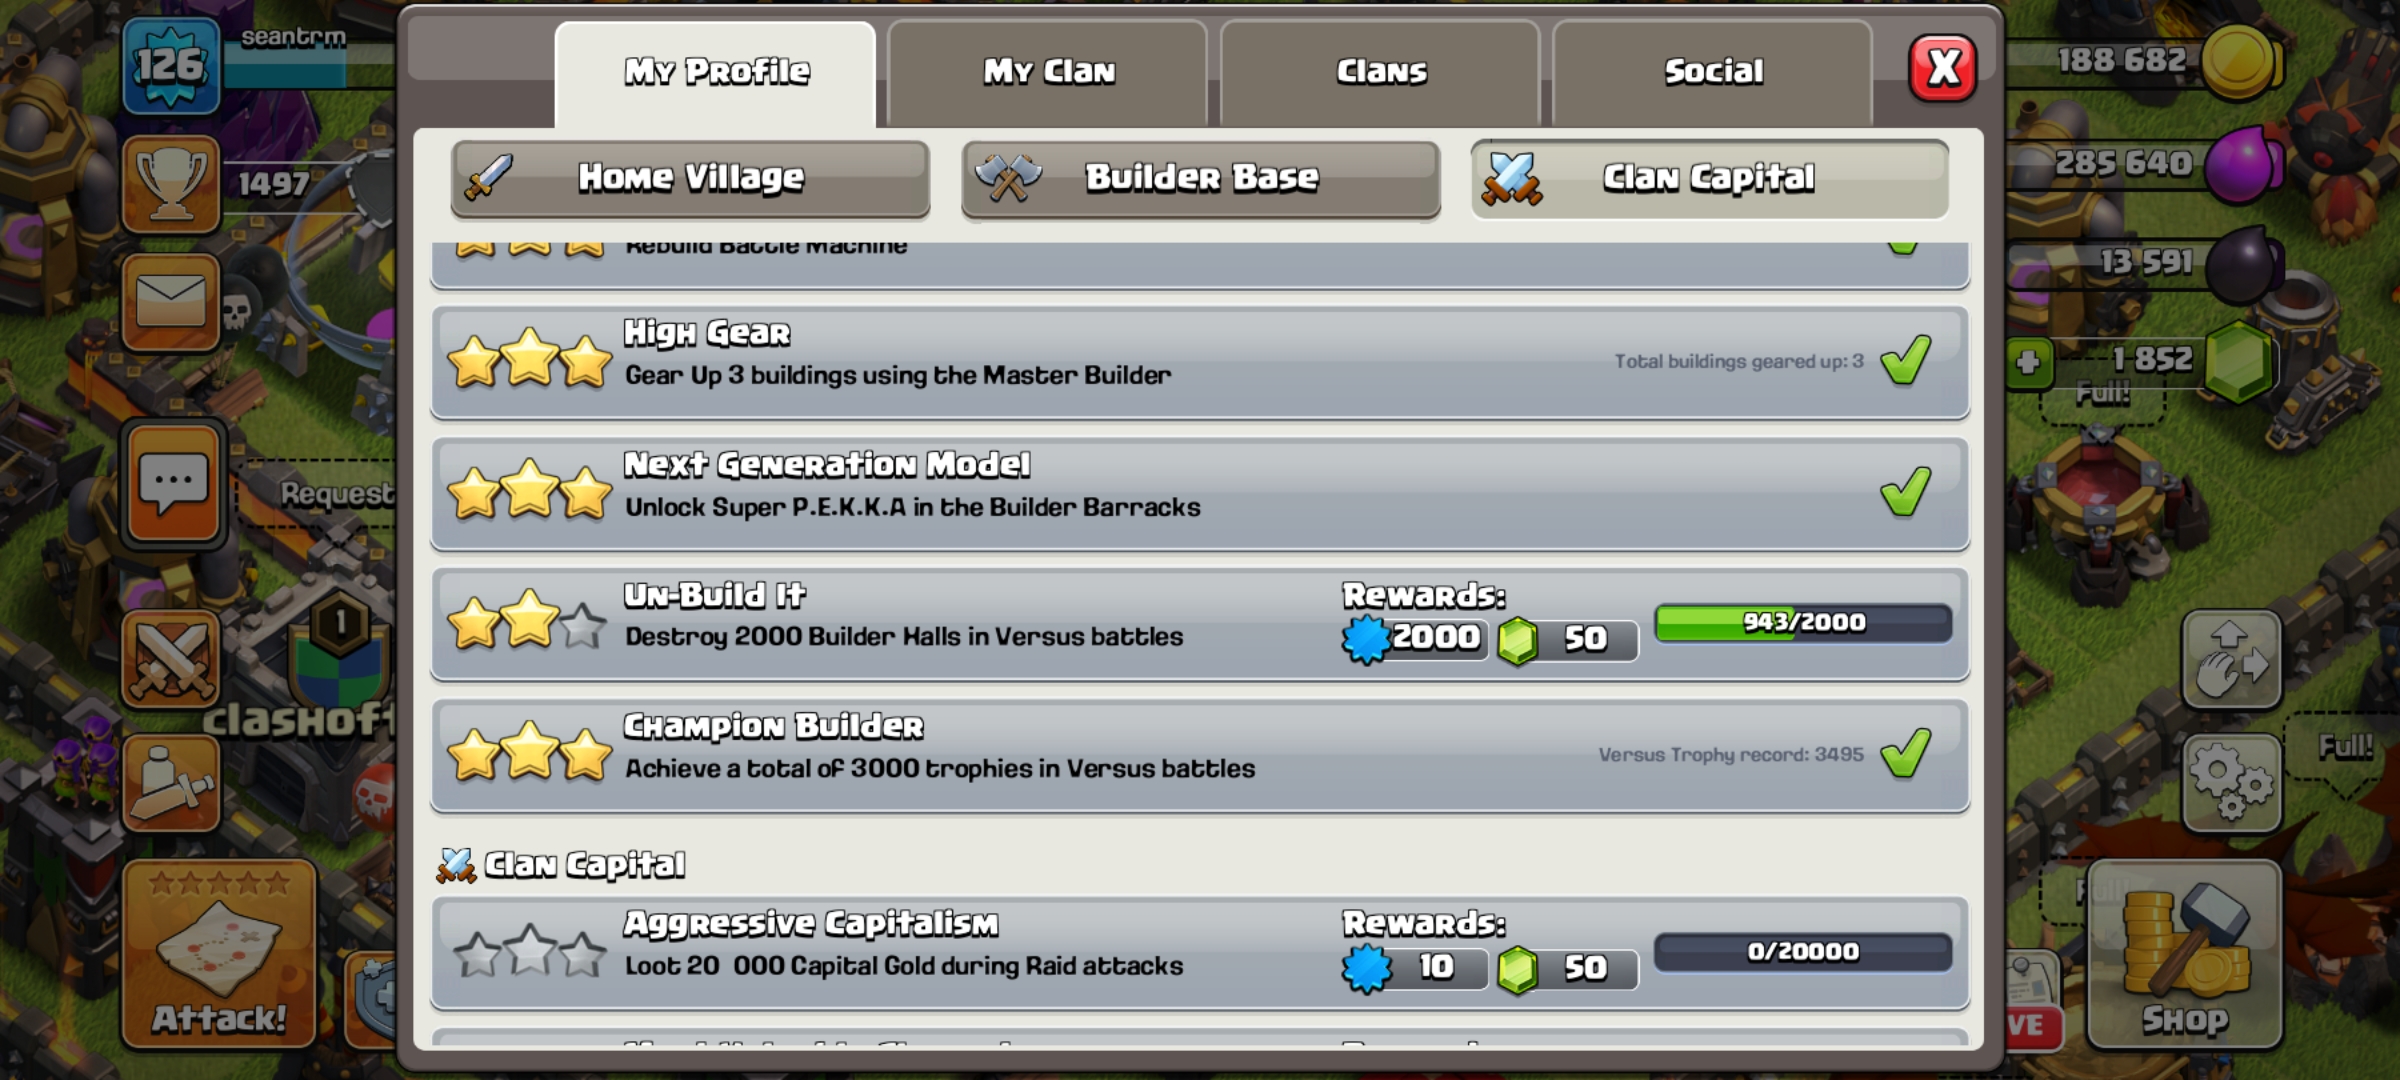 126
seantrm
My Profile
My Clan
Clans
Social
X
188 682
1497
Home Village
Builder Base
Clan Capital
285 640
Rebuild Battle Machine
13 591
High Gear
Gear Up 3 buildings using the Master Builder
Total buildings geared up: 3
1 852
Full!
Next Generation Model
Unlock Super P.E.K.K.A in the Builder Barracks
Request
Un-Build It
Destroy 2000 Builder Halls in Versus battles
Rewards:
2000
50
943/2000
1
clashoft
Champion Builder
Achieve a total of 3000 trophies in Versus battles
Versus Trophy record: 3495
Full!
Clan Capital
Aggressive Capitalism
Loot 20 000 Capital Gold during Raid attacks
Rewards:
10
50
0/20000
Attack!
VE
Shop